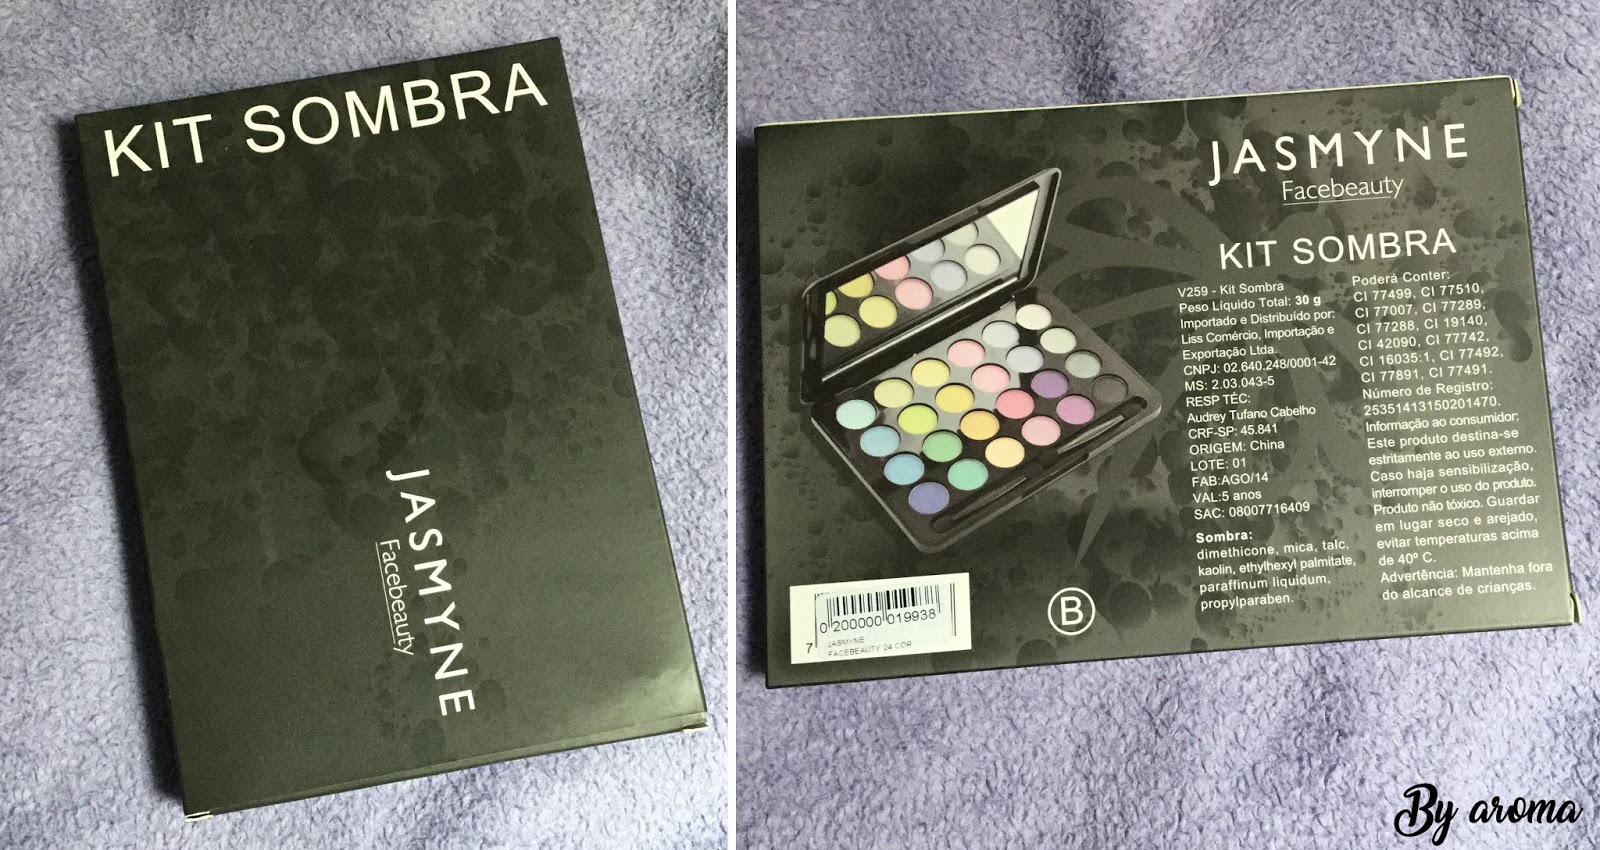 KIT SOMBRA
JASMYNE
Facebeauty
JASMYNE
Facebeauty
KIT SOMBRA
V259 - Kit Sombra
Peso Líquido Total: 30 g
Importado e Distribuído por:
Liss Comércio, Importação e
Exportação Ltda.
CNPJ: 02.640.248/0001-42
MS: 2.03.043-5
RESP TÉC:
Audrey Tufano Cabelho
CRF-SP: 45.841
ORIGEM: China
LOTE: 01
FAB:AGO/14
VAL:5 anos
SAC: 08007716409
Sombra:
dimethicone, mica, talc,
kaolin, ethylhexyl palmitate,
paraffinum liquidum,
propylparaben.
Poderá Conter:
CI 77499, CI 77510,
CI 77007, CI 77289,
CI 77288, CI 19140,
CI 42090, CI 77742,
CI 16035:1, CI 77492,
CI 77891, CI 77491.
Número de Registro:
25351413150201470.
Informação ao consumidor:
Este produto destina-se
estritamente ao uso externo.
Caso haja sensibilização,
interromper o uso do produto.
Produto não tóxico. Guardar
em lugar seco e arejado,
evitar temperaturas acima
de 40º C.
Advertência: Mantenha fora
do alcance de crianças.
B
7 0200000 019938
JASMYNE
FACEBEAUTY 24 COR
By aroma